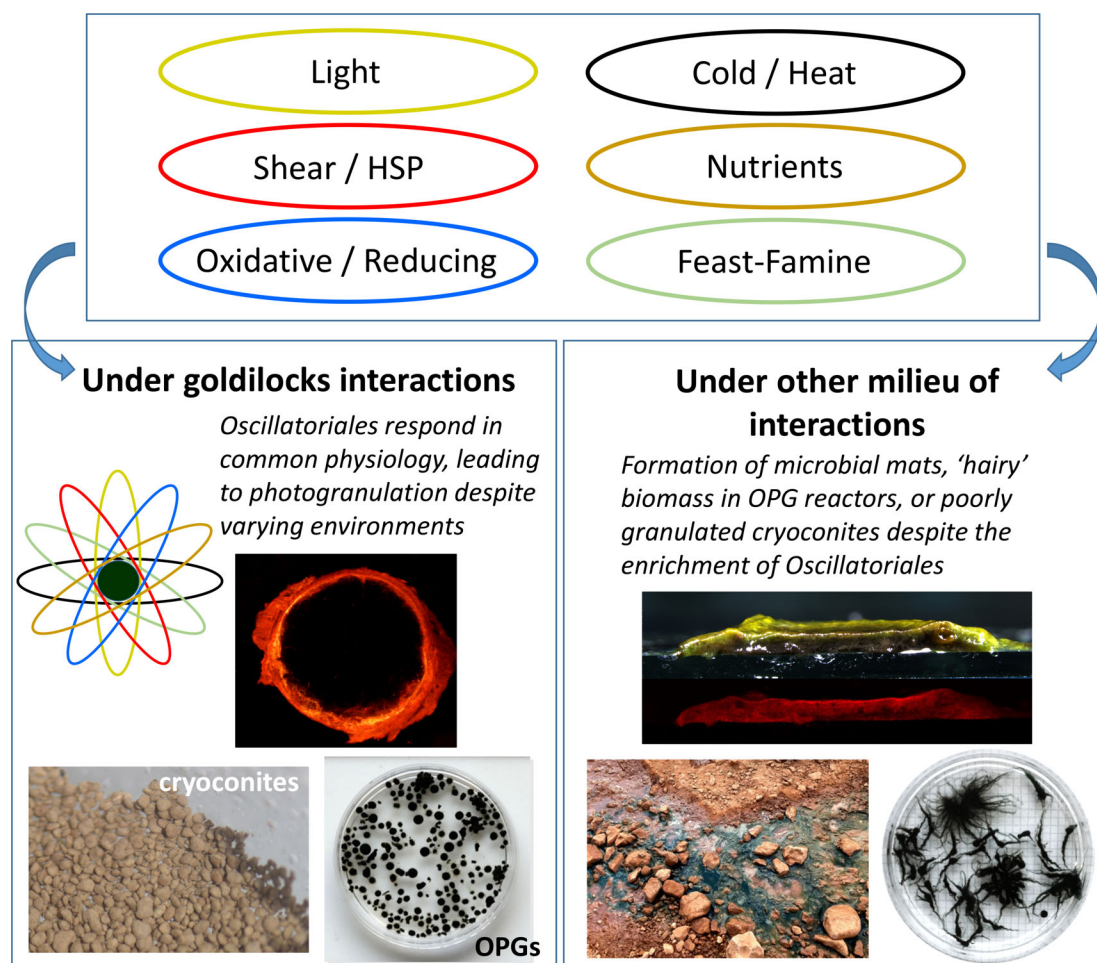 Light
Cold / Heat
Shear / HSP
Nutrients
Oxidative / Reducing
Feast-Famine
Under goldilocks interactions
Oscillatoriales respond in
common physiology, leading
to photogranulation despite
varying environments
cryoconites
OPGs
Under other milieu of
interactions
Formation of microbial mats, ‘hairy’
biomass in OPG reactors, or poorly
granulated cryoconites despite the
enrichment of Oscillatoriales